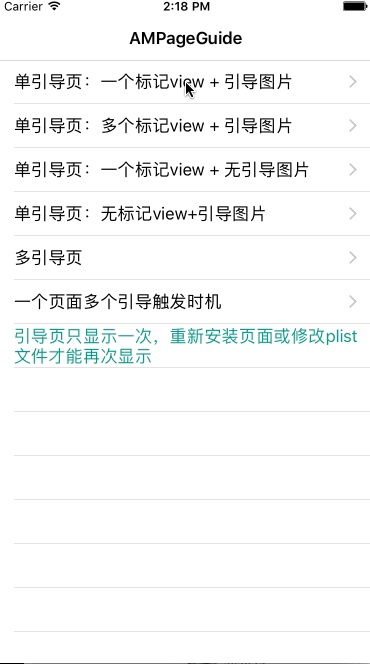 Carrier 2:18 PM
AMPageGuide
单引导页：一个标记view + 引导图片
单引导页：多个标记view + 引导图片
单引导页：一个标记view + 无引导图片
单引导页：无标记view+引导图片
多引导页
一个页面多个引导触发时机
引导页只显示一次，重新安装页面或修改plist
文件才能再次显示